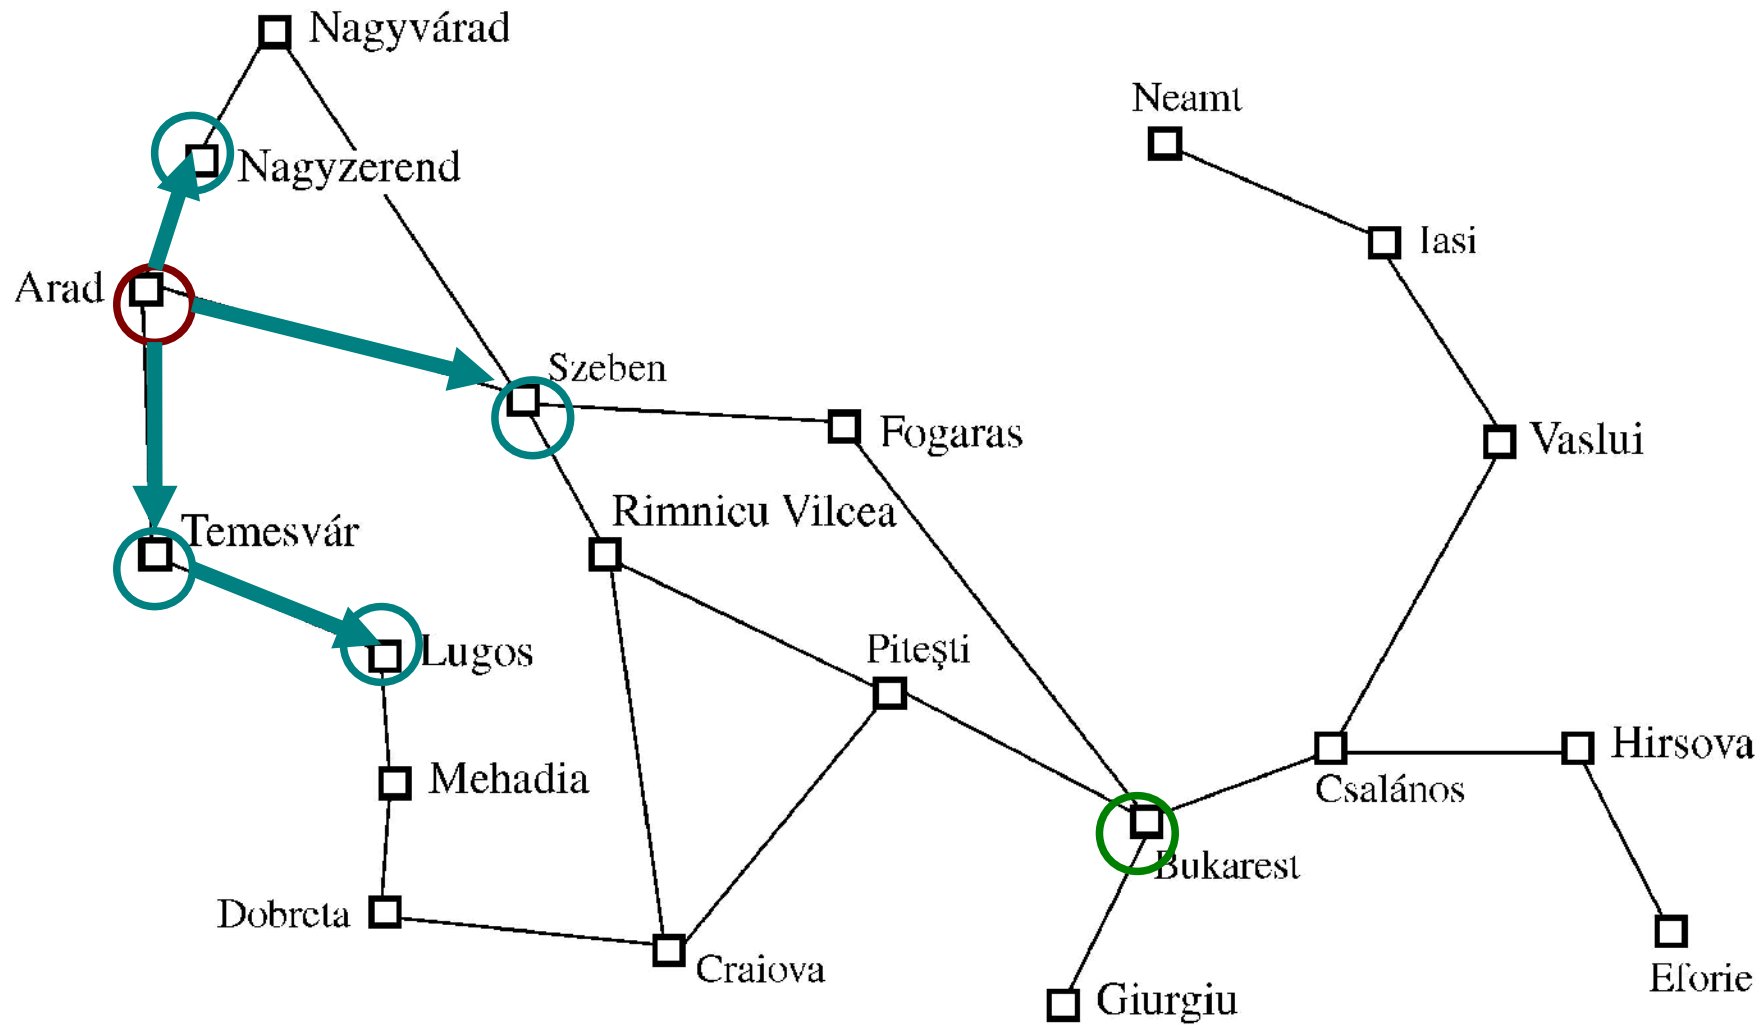 Nagyvárad
Neamt
Nagyzerend
Iasi
Arad
Szeben
Fogaras
Vaslui
Rimnicu Vilcea
Temesvár
Lugos
Piteşti
Hirsova
Mehadia
Csalános
Bukarest
Dobreta
Craiova
Eforie
Giurgiu